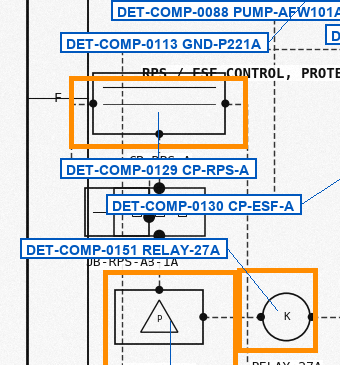 DET-COMP-0088 PUMP-AFW101A
DET-COMP-0113 GND-P221A
D
RPS / ESF CONTROL, PROTE
F
DET-COMP-0129 CP-RPS-A
DET-COMP-0130 CP-ESF-A
DET-COMP-0151 RELAY-27A
JB-RPS-AB-1A
P
K
RELAY-27A